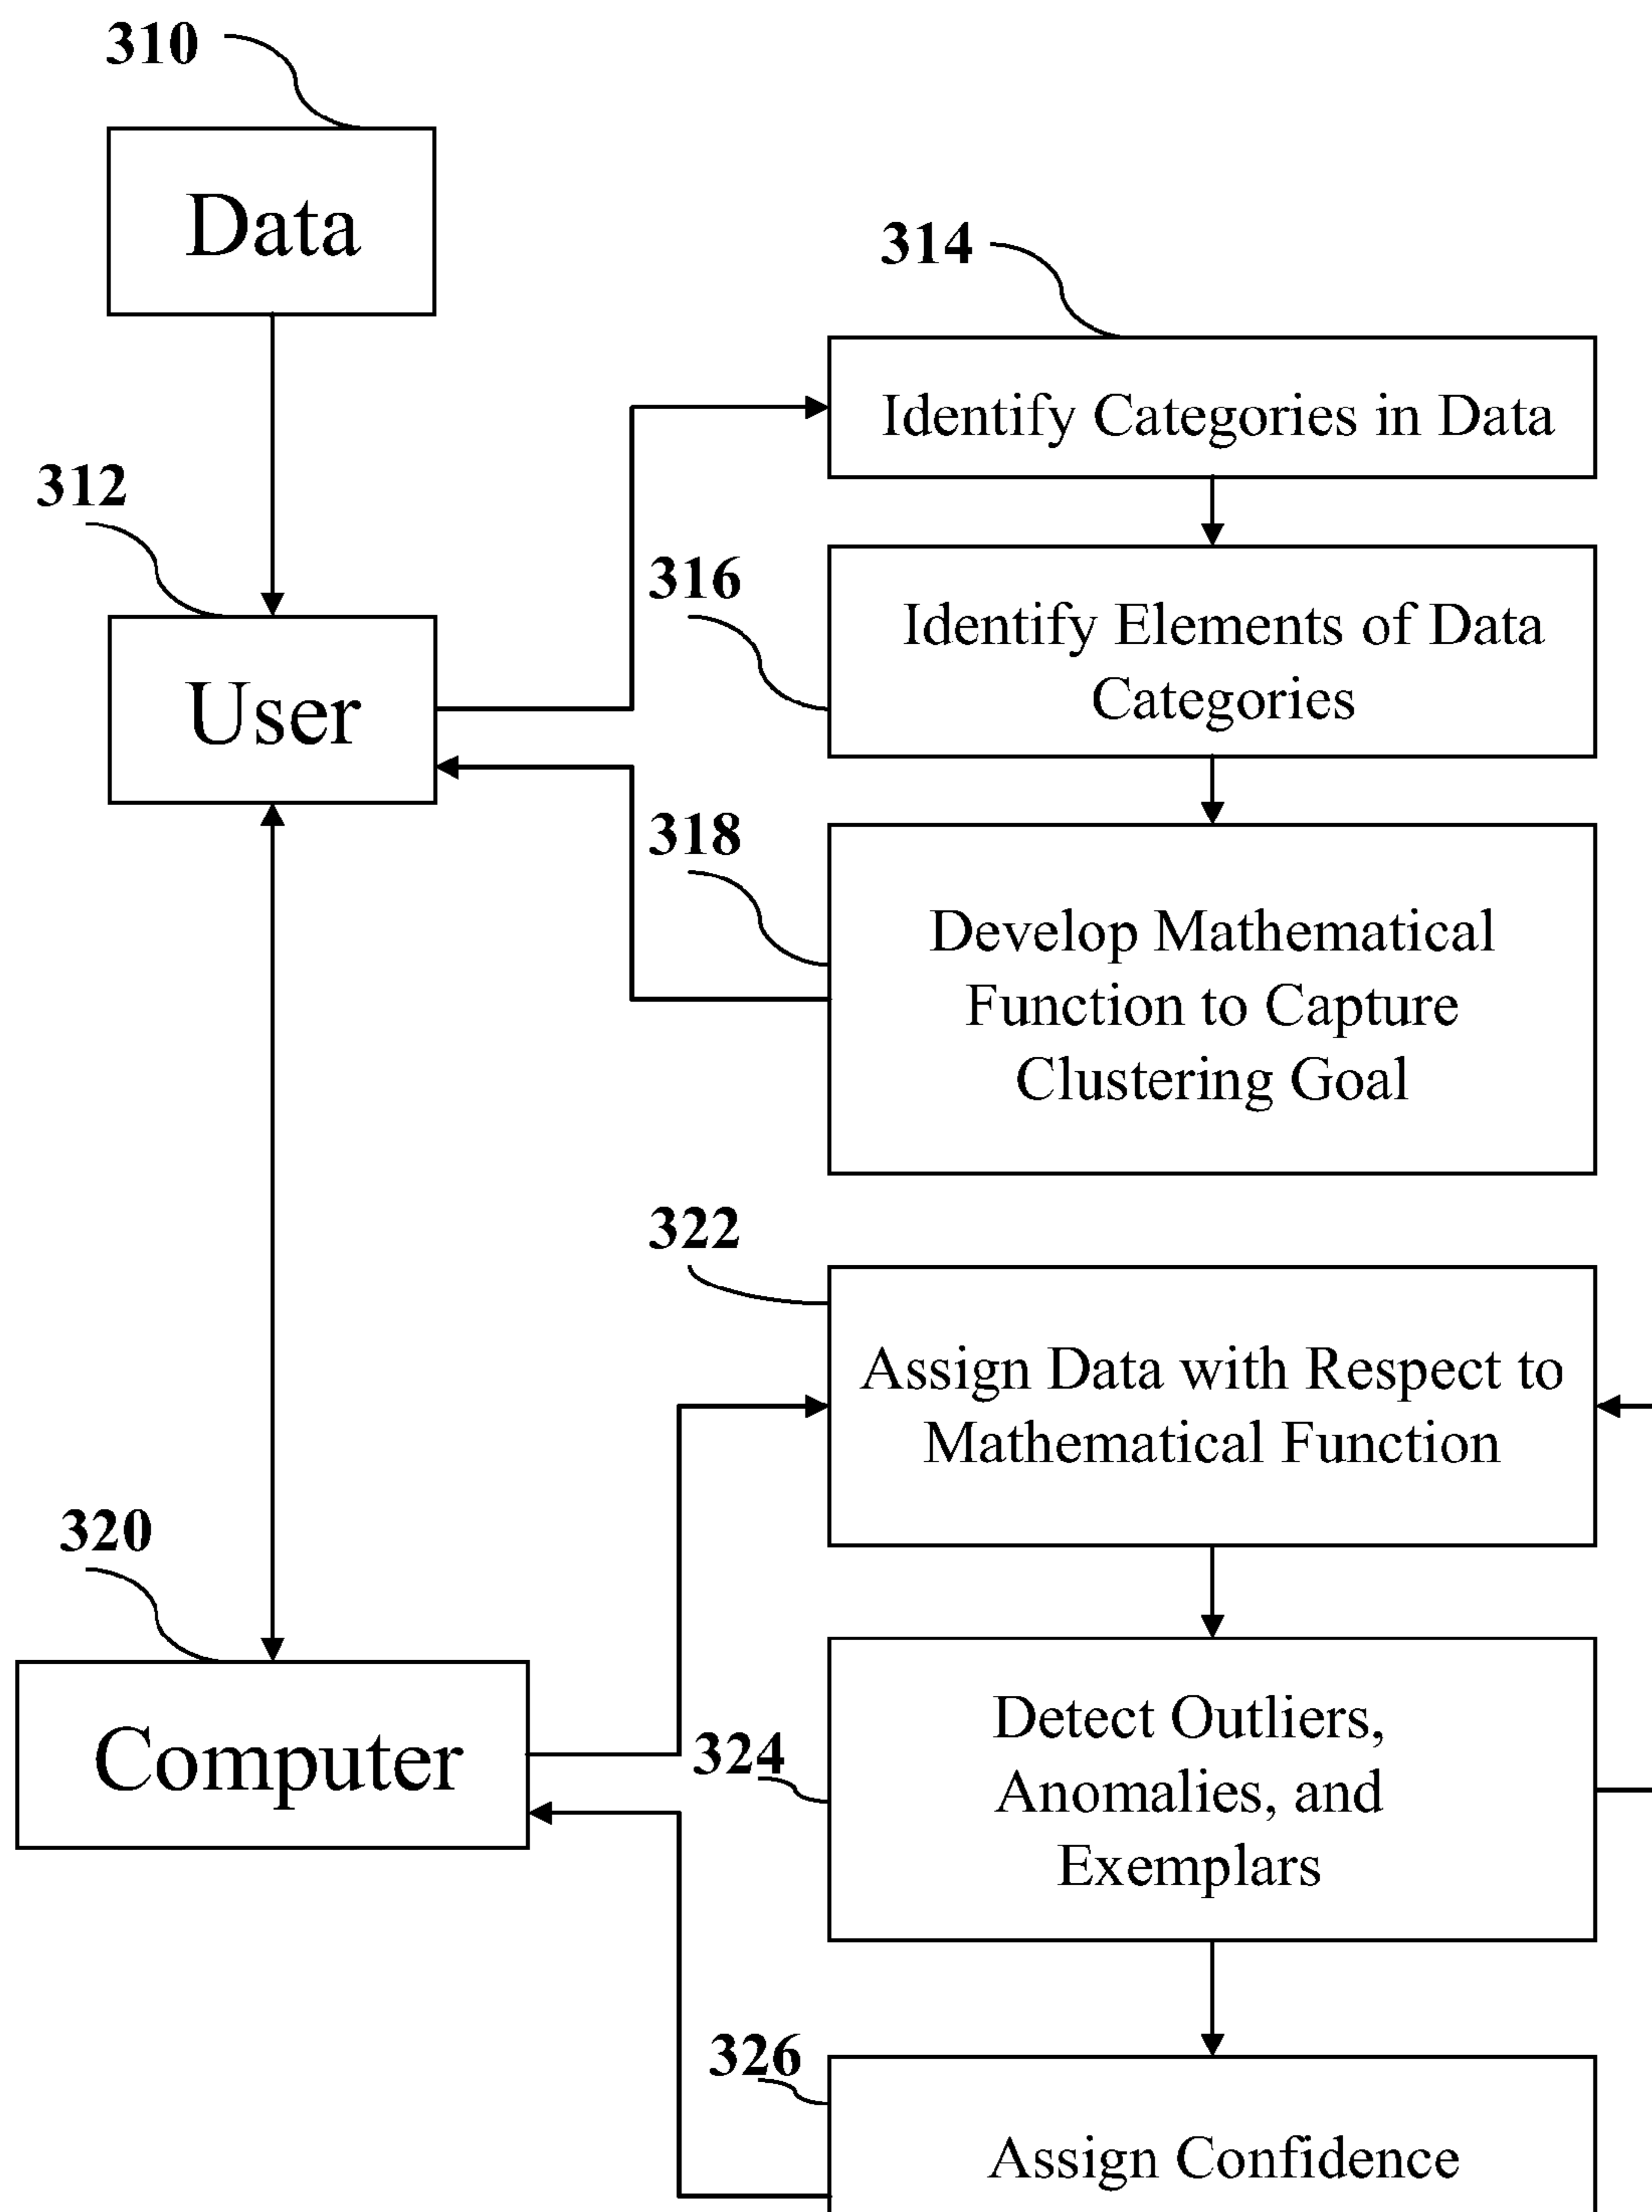 310
Data
314
Identify Categories in Data
312
316
Identify Elements of Data
Categories
User
318
Develop Mathematical
Function to Capture
Clustering Goal
322
Assign Data with Respect to
Mathematical Function
320
Computer
324
Detect Outliers,
Anomalies, and
Exemplars
326
Assign Confidence